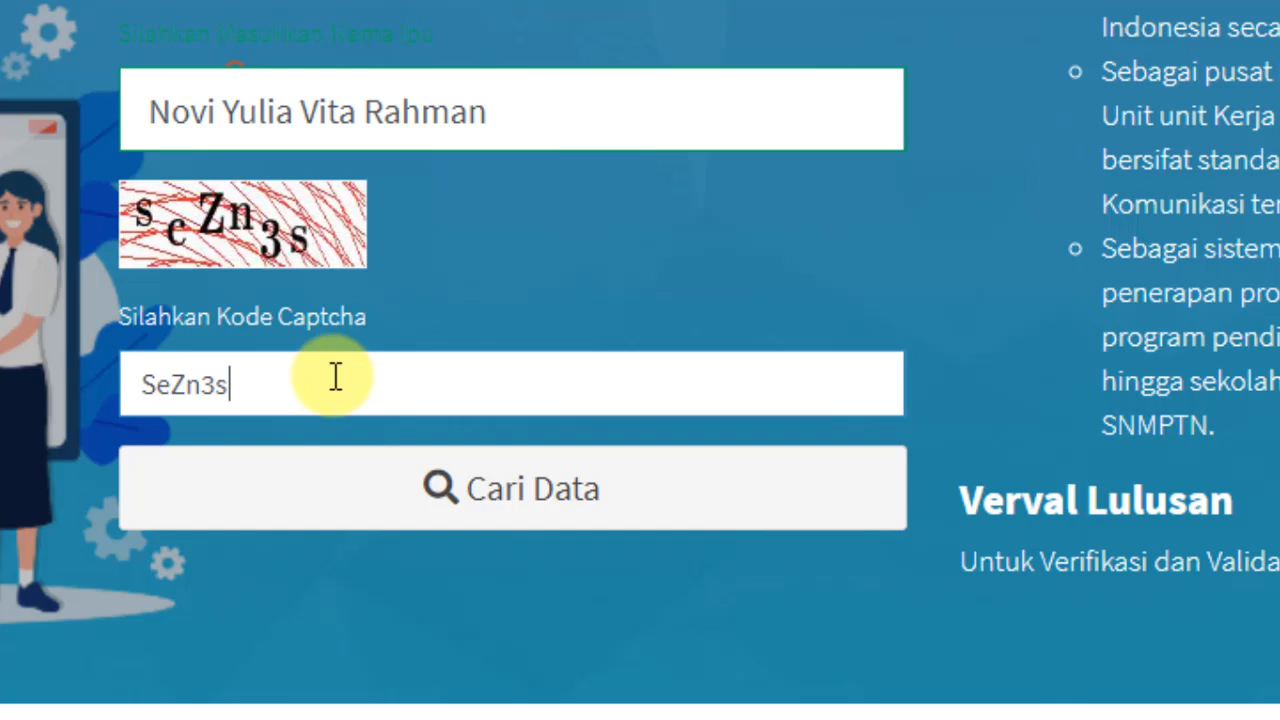 Silahkan Masukkan Nama Ibu
Novi Yulia Vita Rahman
scZn3s
Silahkan Kode Captcha
SeZn3s
Cari Data
Indonesia seca
Sebagai pusat
Unit unit Kerja
bersifat standa
Komunikasi ter
Sebagai sistem
penerapan pro
program pendi
hingga sekolah
SNMPTN.
Verval Lulusan
Untuk Verifikasi dan Valida